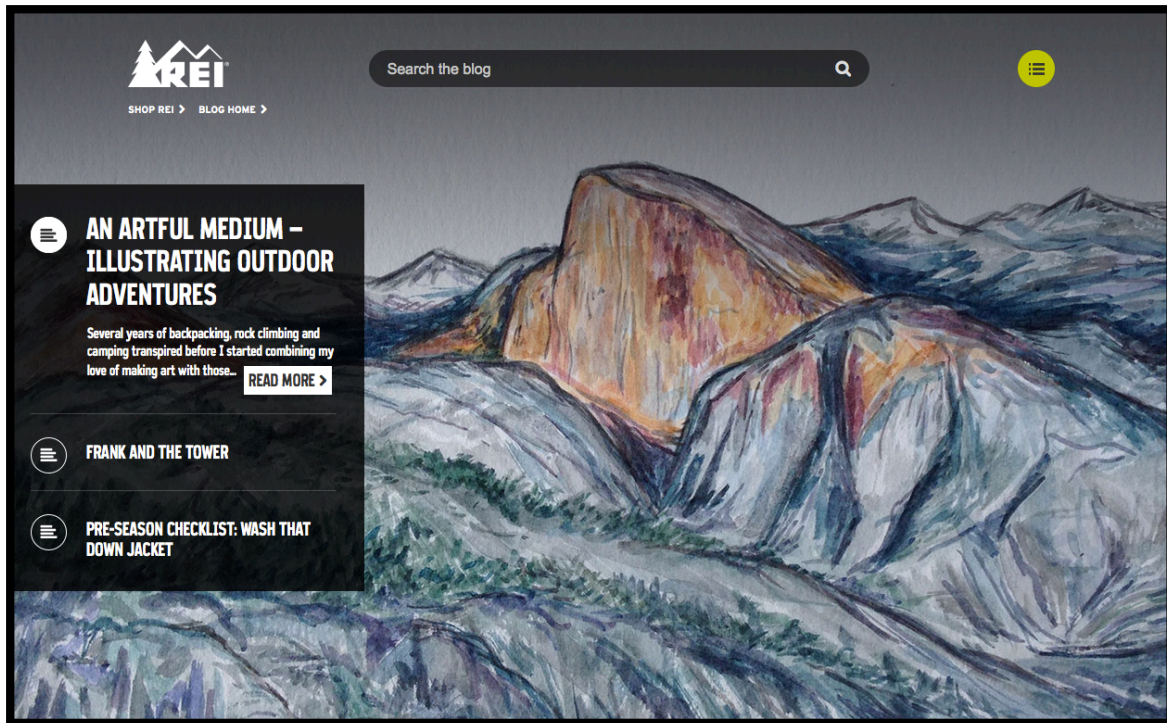 REI
Search the blog
SHOP REI
BLOG HOME
AN ARTFUL MEDIUM –
ILLUSTRATING OUTDOOR
ADVENTURES
Several years of backpacking, rock climbing and
camping transpired before I started combining my
love of making art with those...
READ MORE
FRANK AND THE TOWER
PRE-SEASON CHECKLIST: WASH THAT
DOWN JACKET